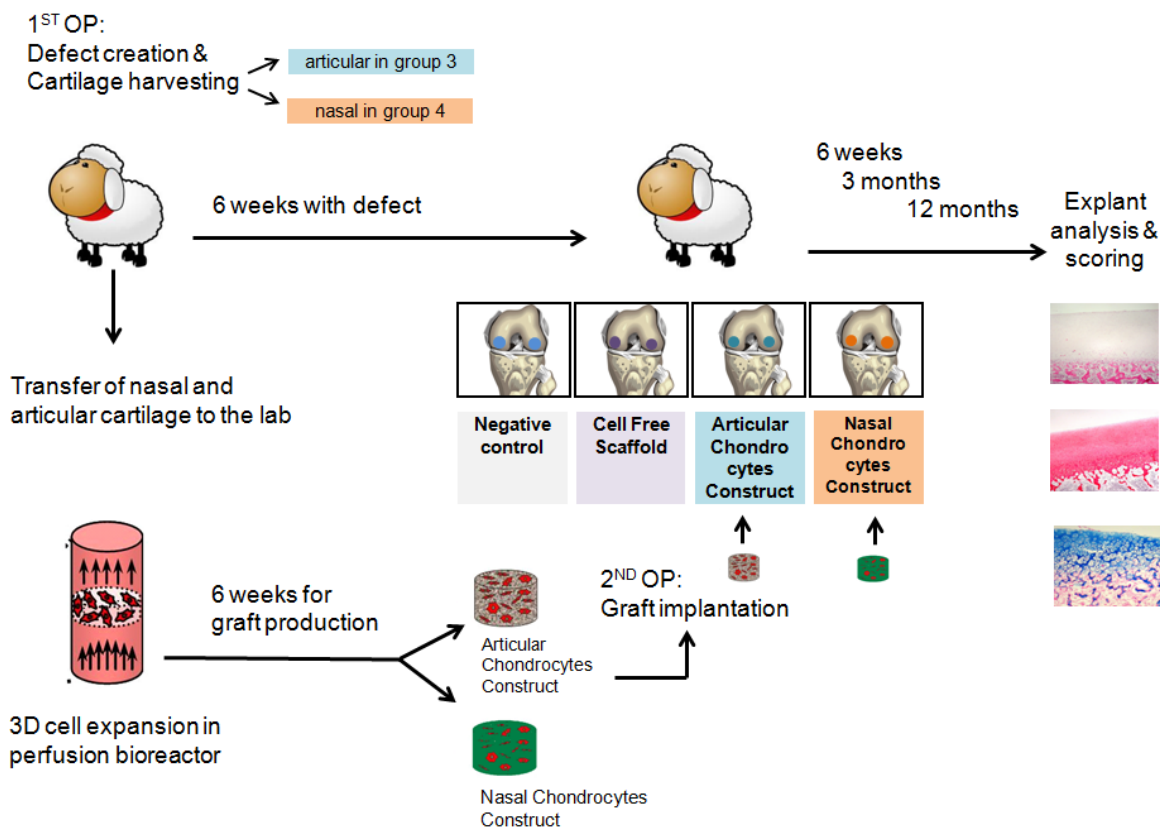 1ST OP:
Defect creation &
Cartilage harvesting
articular in group 3
nasal in group 4
6 weeks with defect
6 weeks
3 months
12 months
Explant
analysis &
scoring
Transfer of nasal and
articular cartilage to the lab
Negative
control
Cell Free
Scaffold
Articular
Chondro
cytes
Construct
Nasal
Chondro
cytes
Construct
6 weeks for
graft production
2ND OP:
Graft implantation
Articular
Chondrocytes
Construct
3D cell expansion in
perfusion bioreactor
Nasal Chondrocytes
Construct